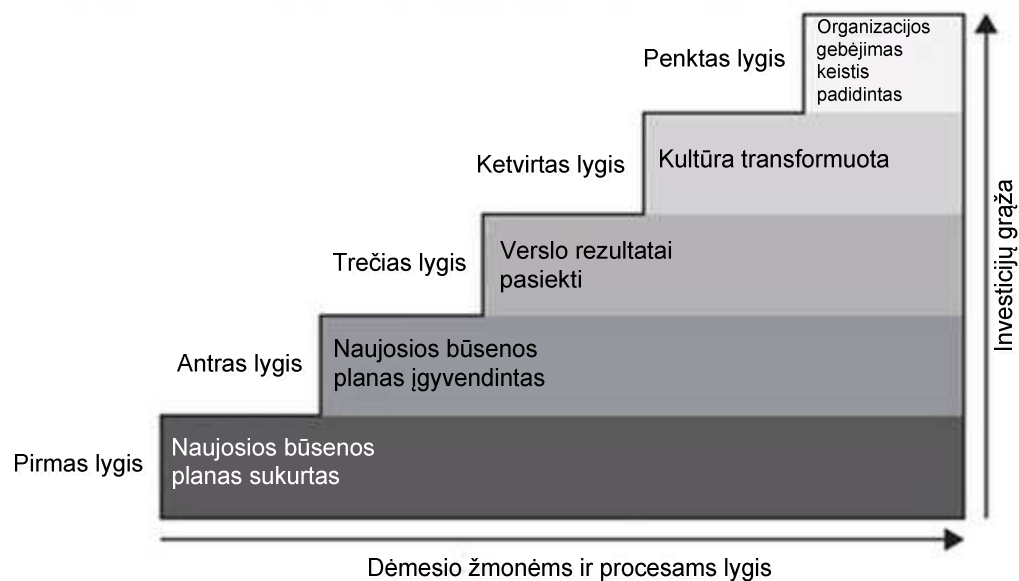 Penktas lygis
Organizacijos
gebėjimas
keistis
padidintas
Ketvirtas lygis
Kultūra transformuota
Trečias lygis
Verslo rezultatai
pasiekti
Antras lygis
Naujosios būsenos
planas įgyvendintas
Pirmas lygis
Naujosios būsenos
planas sukurtas
Investicijų grąža
Dėmesio žmonėms ir procesams lygis